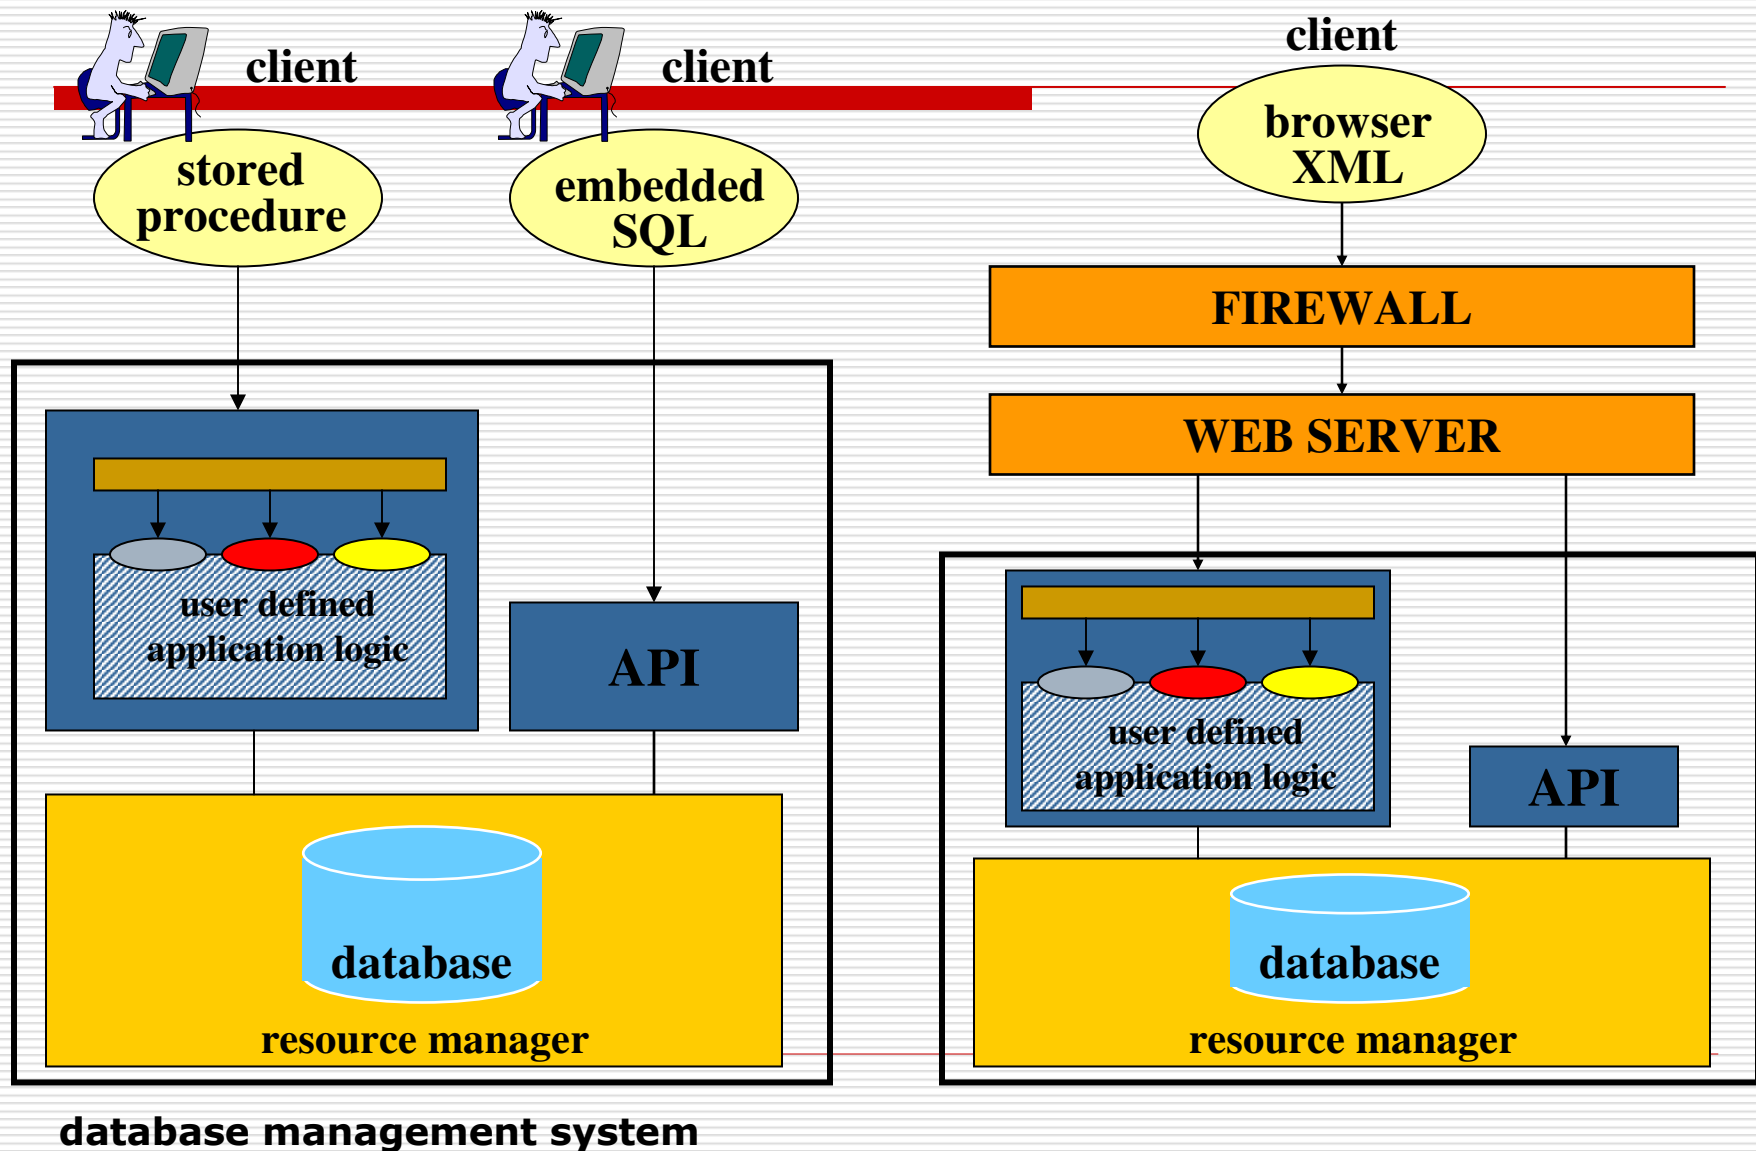 client
stored
procedure
client
embedded
SQL
user defined
application logic
API
database
resource manager
database management system
client
browser
XML
FIREWALL
WEB SERVER
user defined
application logic
API
database
resource manager